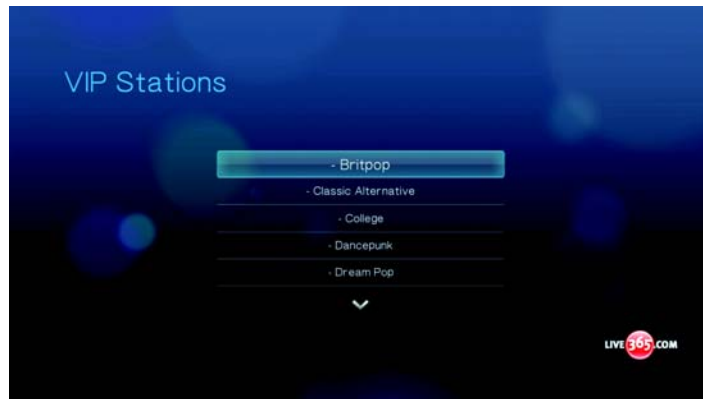 VIP Stations
- Britpop
- Classic Alternative
- College
- Dancepunk
- Dream Pop
LIVE365.COM